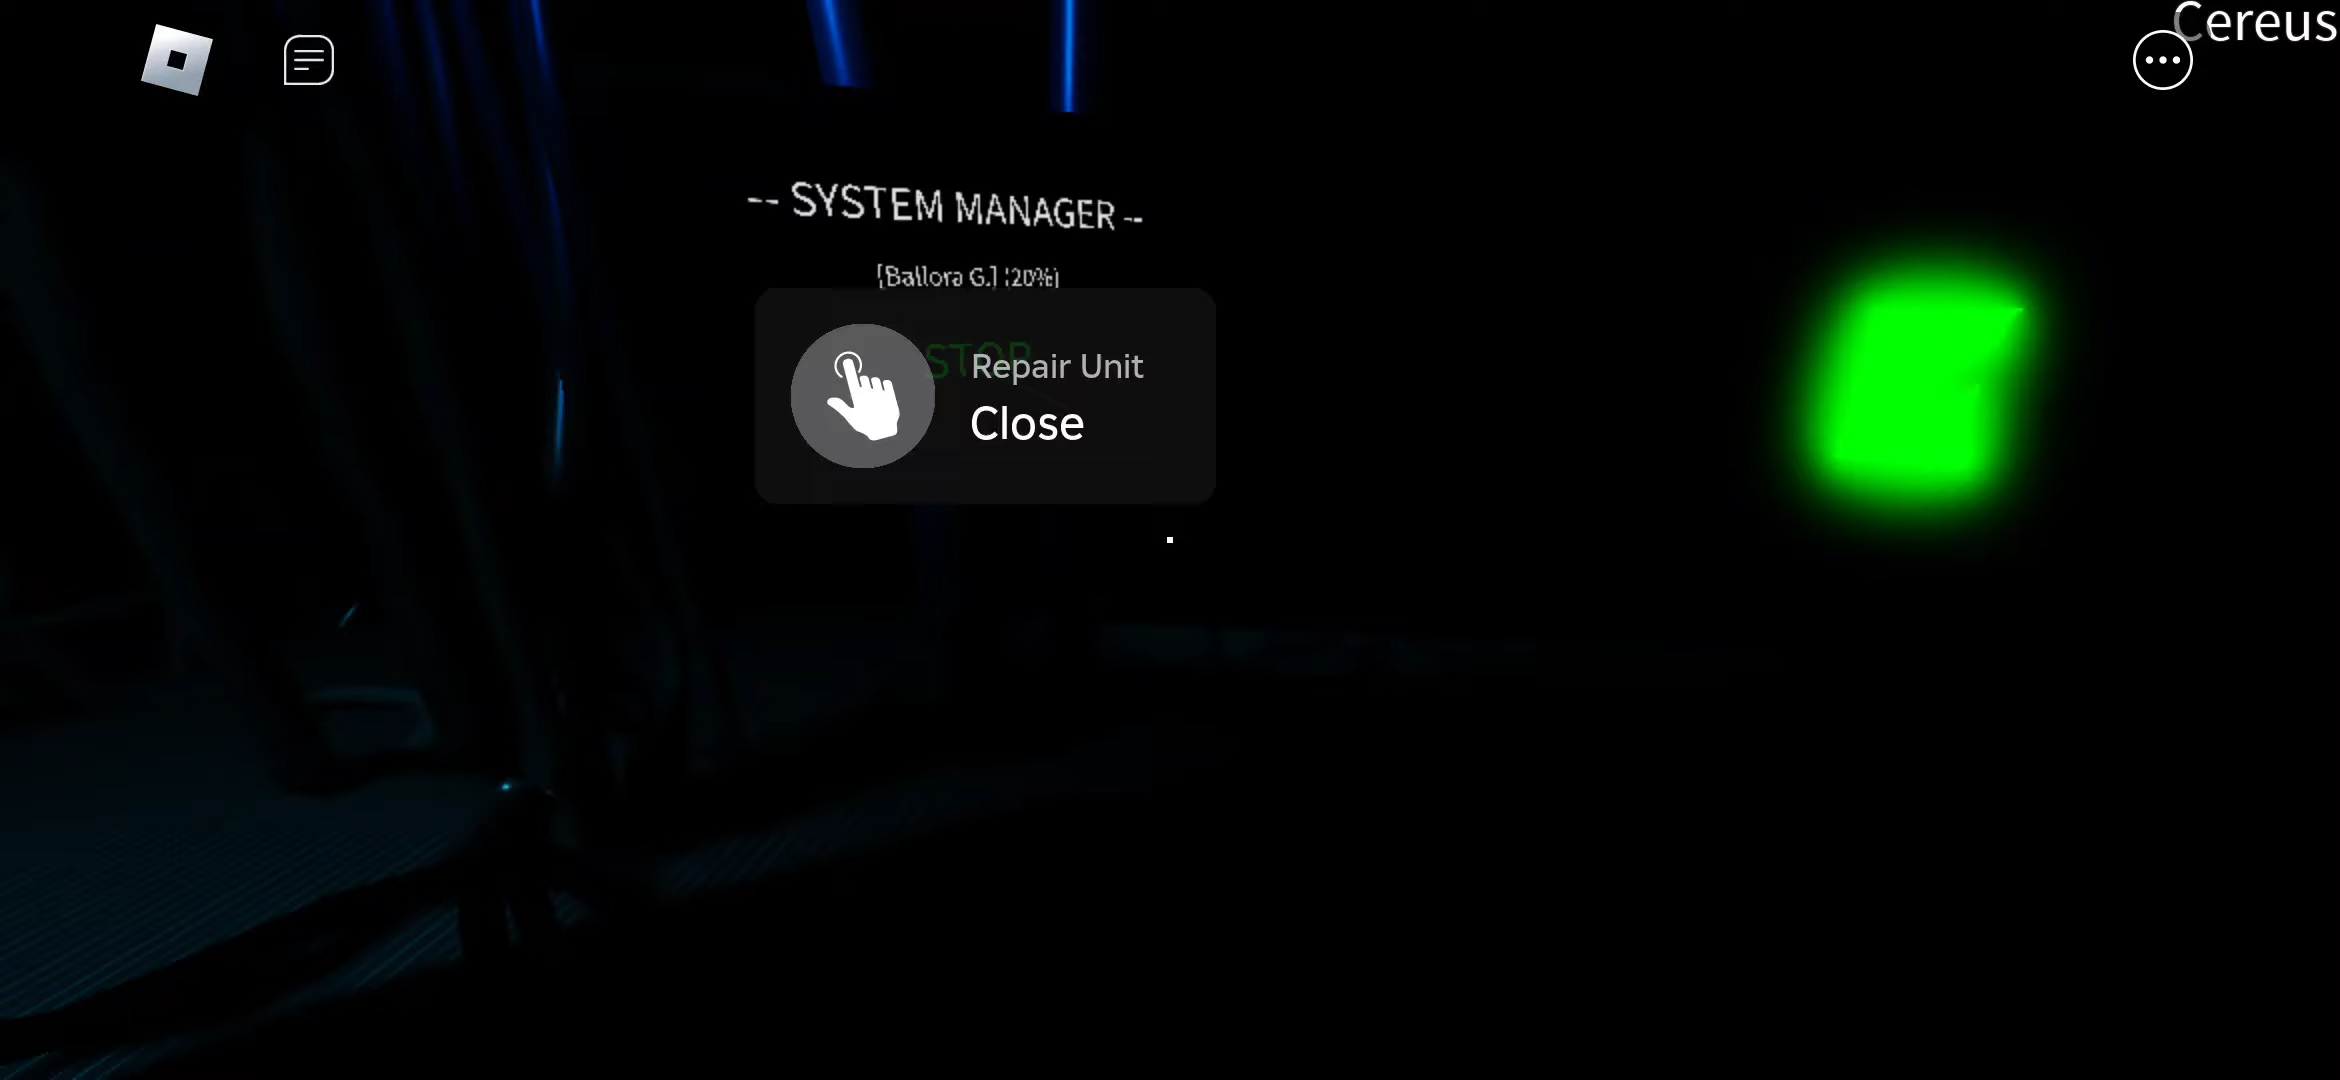 Cereus
-- SYSTEM MANAGER --
[Ballora G.] (20%)
STOP
Repair Unit
Close